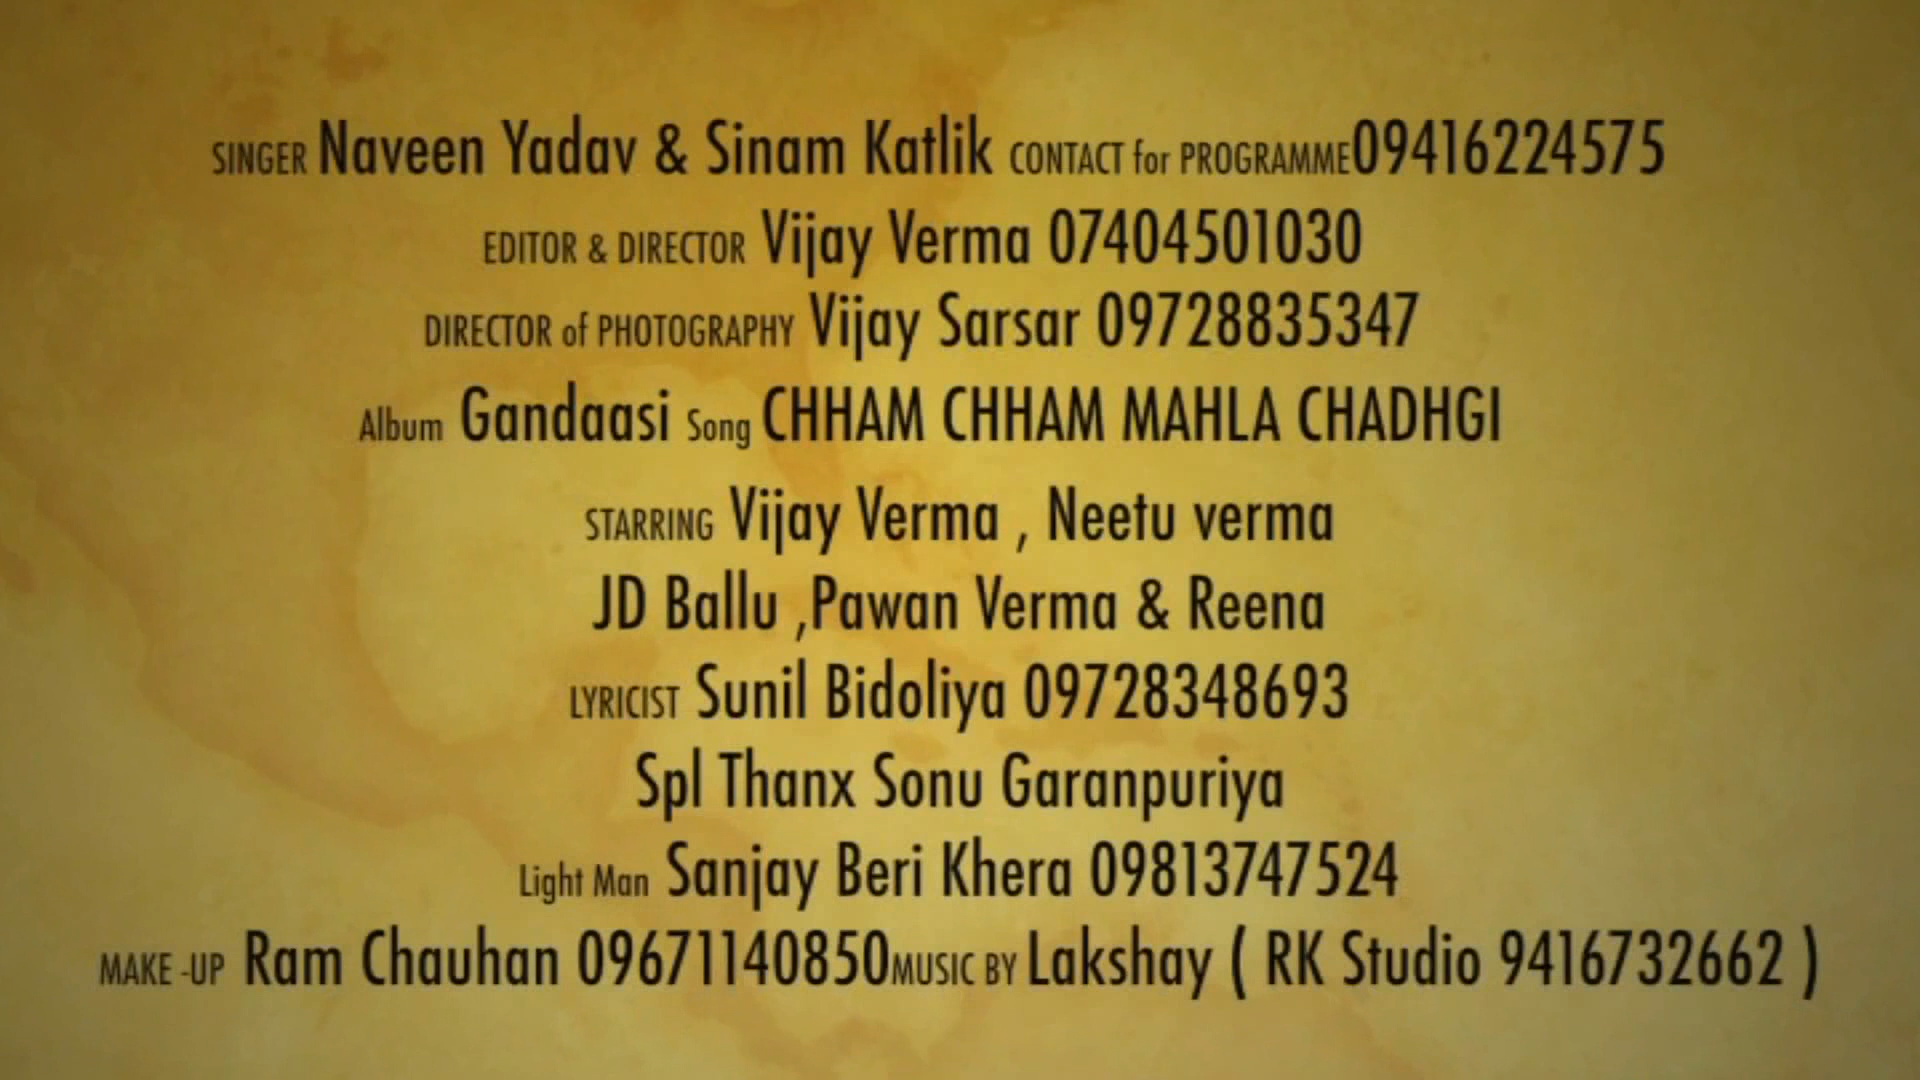 SINGER Naveen Yadav & Sinam Katlik CONTACT for PROGRAMME09416224575
EDITOR & DIRECTOR Vijay Verma 07404501030
DIRECTOR of PHOTOGRAPHY Vijay Sarsar 09728835347
Album Gandaasi Song CHHAM CHHAM MAHLA CHADHGI
STARRING Vijay Verma , Neetu verma
JD Ballu ,Pawan Verma & Reena
LYRICIST Sunil Bidoliya 09728348693
Spl Thanx Sonu Garanpuriya
Light Man Sanjay Beri Khera 09813747524
MAKE -UP Ram Chauhan 09671140850MUSIC BY Lakshay ( RK Studio 9416732662 )